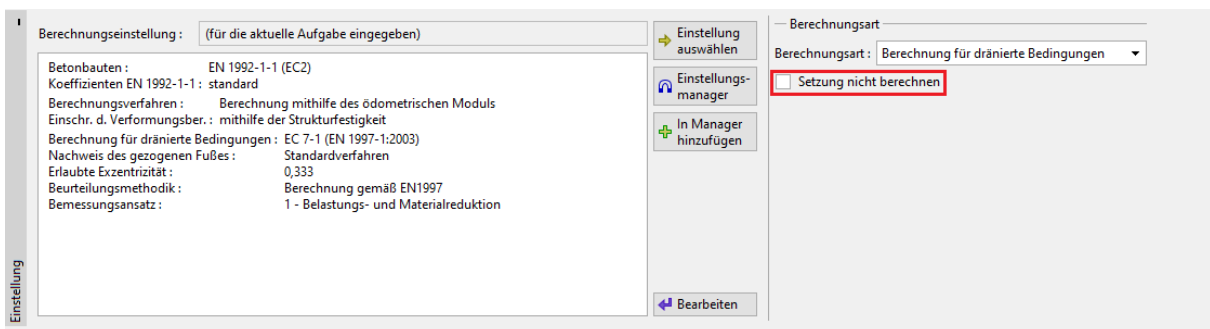 Berechnungseinstellung : (für die aktuelle Aufgabe eingegeben)
Betonbauten : EN 1992-1-1 (EC2)
Koeffizienten EN 1992-1-1 : standard
Berechnungsverfahren : Berechnung mithilfe des ödometrischen Moduls
Einschr. d. Verformungsber. : mithilfe der Strukturfestigkeit
Berechnung für dränierte Bedingungen : EC 7-1 (EN 1997-1:2003)
Nachweis des gezogenen Fußes : Standardverfahren
Erlaubte Exzentrizität : 0,333
Beurteilungsmethodik : Berechnung gemäß EN1997
Bemessungsansatz : 1 - Belastungs- und Materialreduktion
Einstellung
auswählen
Einstellungs-
manager
In Manager
hinzufügen
Bearbeiten
Berechnungsart
Berechnungsart : Berechnung für dränierte Bedingungen
Setzung nicht berechnen
Einstellung